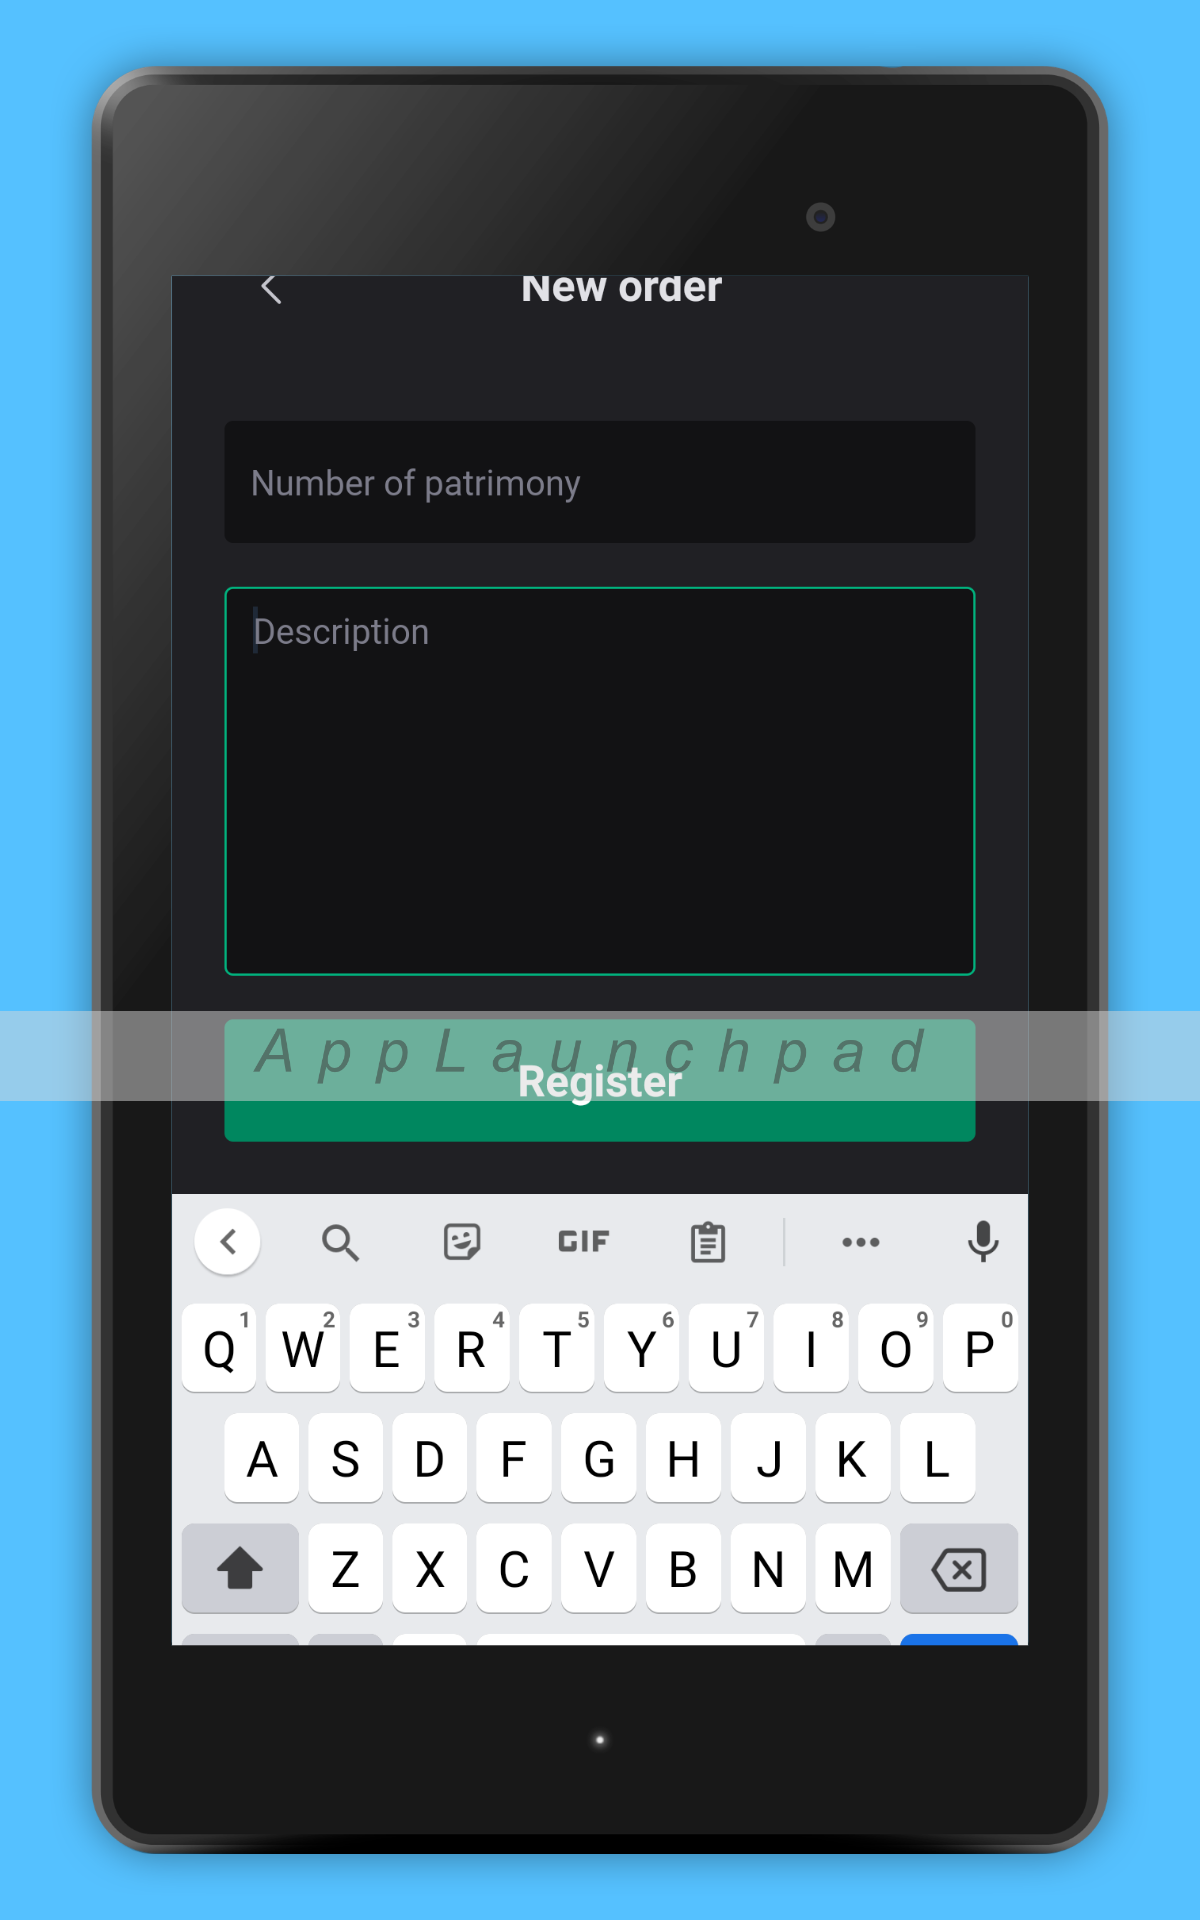 New order
Number of patrimony
Description
AppLaunchpad
Register
GIF
1 2 3 4 5 6 7 8 9 0
Q W E R T Y U I O P
A S D F G H J K L
Z X C V B N M